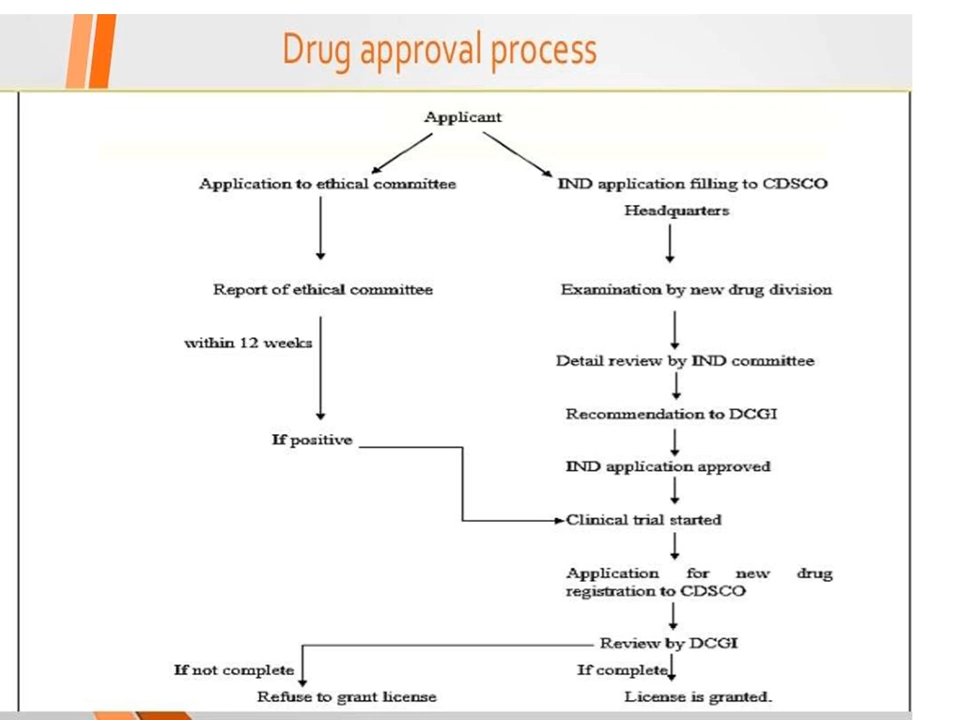 Drug approval process
Applicant
Application to ethical committee
IND application filling to CDSCO
Headquarters
Report of ethical committee
Examination by new drug division
within 12 weeks
Detail review by IND committee
Recommendation to DCGI
If positive
IND application approved
Clinical trial started
Application for new drug
registration to CDSCO
Review by DCGI
If not complete
If complete
Refuse to grant license
License is granted.